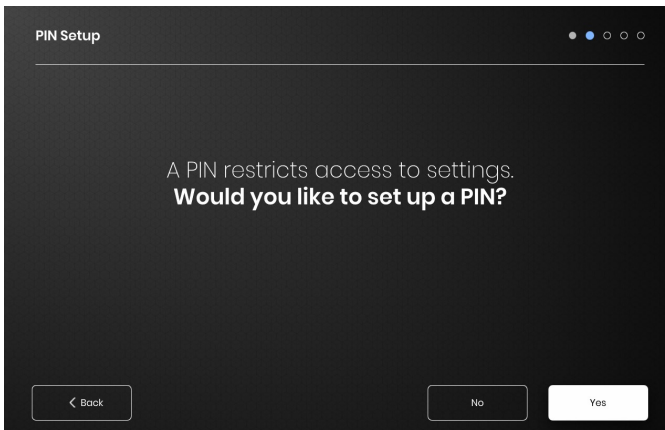 PIN Setup
A PIN restricts access to settings.
Would you like to set up a PIN?
Back
No
Yes